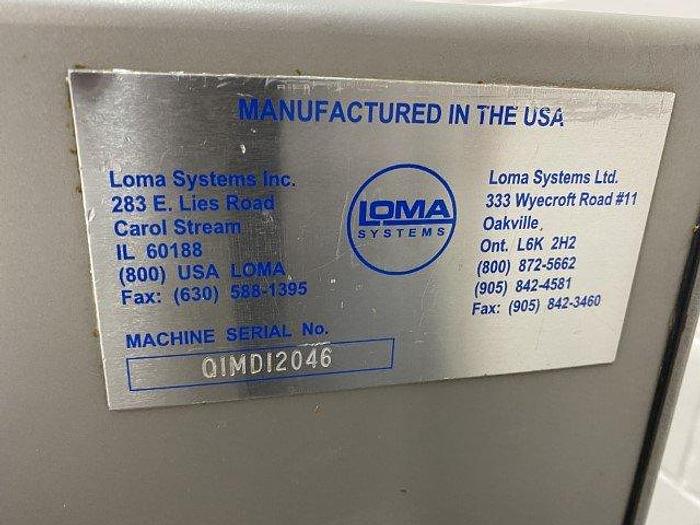 MANUFACTURED IN THE USA
Loma Systems Inc.
283 E. Lies Road
Carol Stream
IL 60188
(800) USA LOMA
Fax: (630) 588-1395
LOMA
SYSTEMS
Loma Systems Ltd.
333 Wyecroft Road #11
Oakville,
Ont. L6K 2H2
(800) 872-5662
(905) 842-4581
Fax: (905) 842-3460
MACHINE SERIAL No.
QIMDI2046